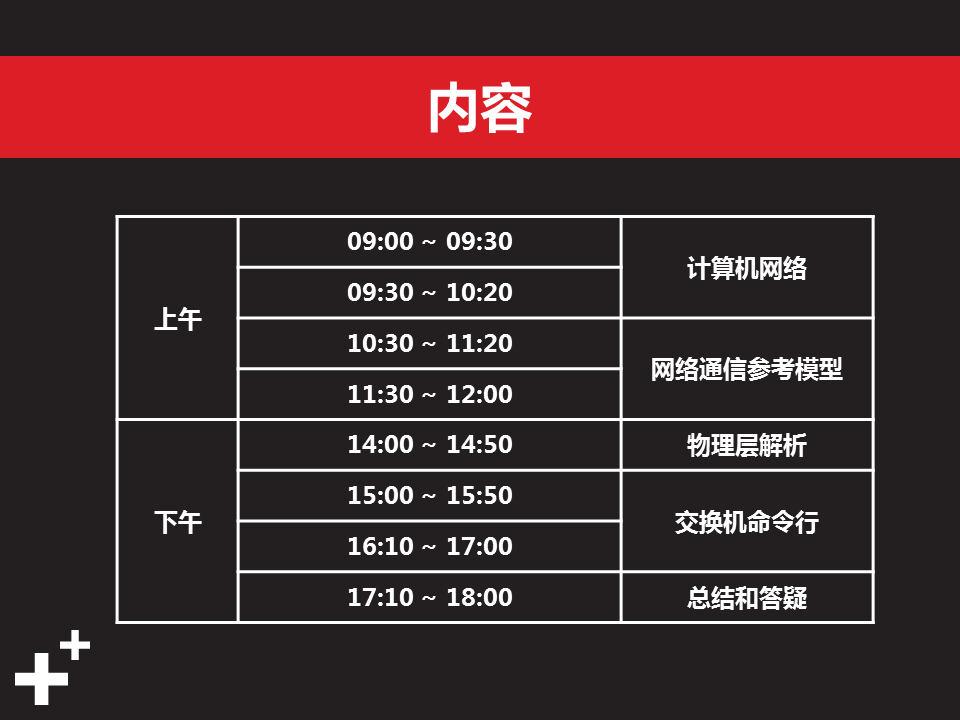 内容
上午
09:00 ~ 09:30
计算机网络
09:30 ~ 10:20
10:30 ~ 11:20
网络通信参考模型
11:30 ~ 12:00
下午
14:00 ~ 14:50
物理层解析
15:00 ~ 15:50
交换机命令行
16:10 ~ 17:00
17:10 ~ 18:00
总结和答疑